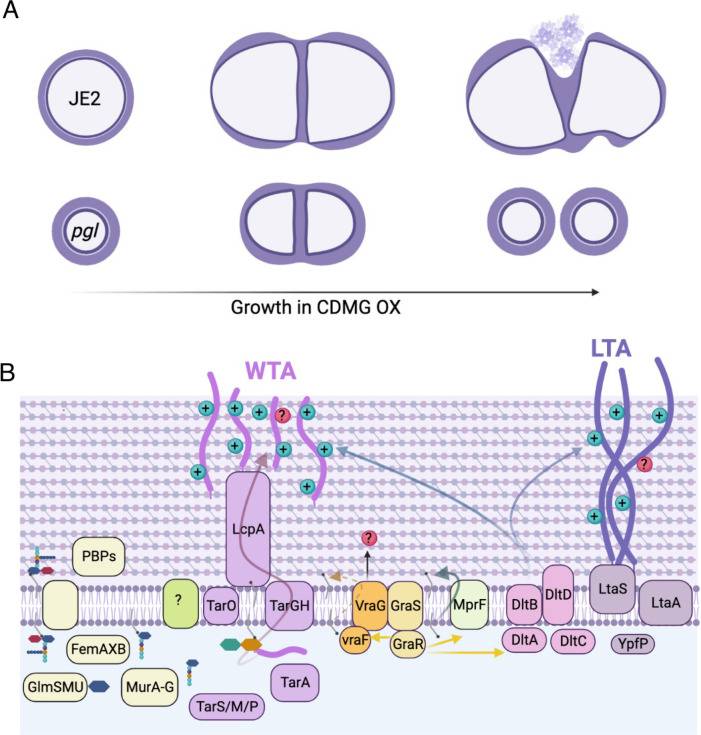 A
JE2
pgl
Growth in CDMG OX
B
WTA
LTA
+ + + ? +
+ +
+ + +
+ +
?
+
+ +
PBPs
LcpA
?
?
TarO
TarGH
VraG
GraS
MprF
DltB
DltD
LtaS
LtaA
FemAXB
vraF
GraR
DltA
DltC
YpfP
GlmSMU
MurA-G
TarS/M/P
TarA